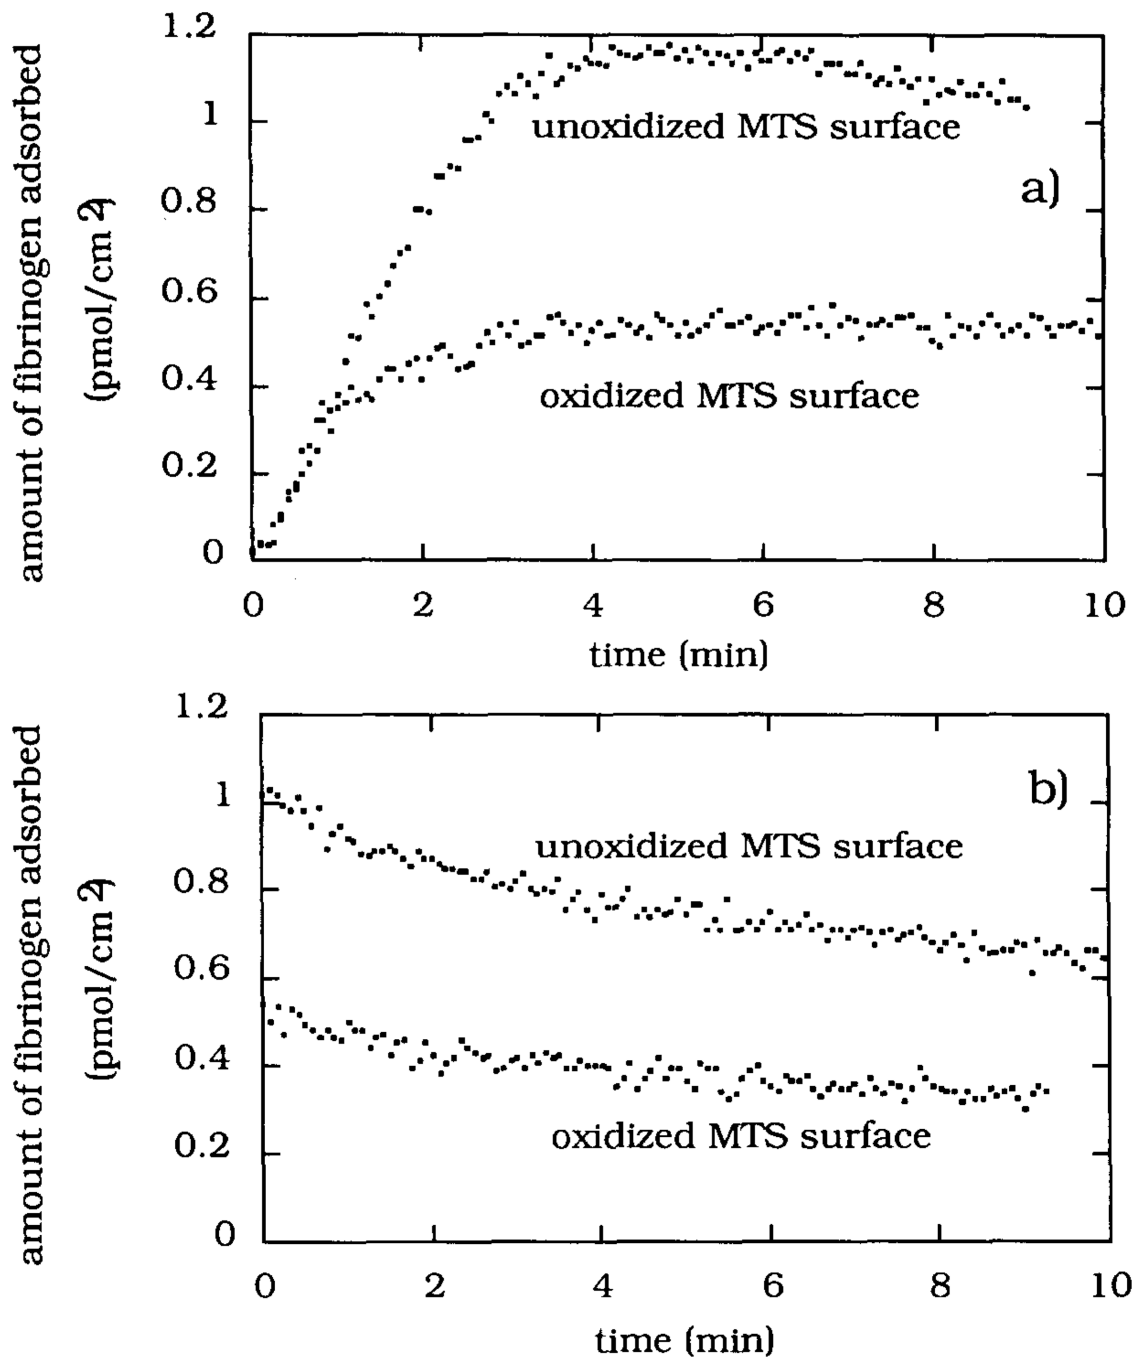 amount of fibrinogen adsorbed
(pmol/cm2)
1.2
1
0.8
0.6
0.4
0.2
0
unoxidized MTS surface
a)
oxidized MTS surface
0 2 4 6 8 10
time (min)
amount of fibrinogen adsorbed
(pmol/cm2)
1.2
1
0.8
0.6
0.4
0.2
0
b)
unoxidized MTS surface
oxidized MTS surface
0 2 4 6 8 10
time (min)